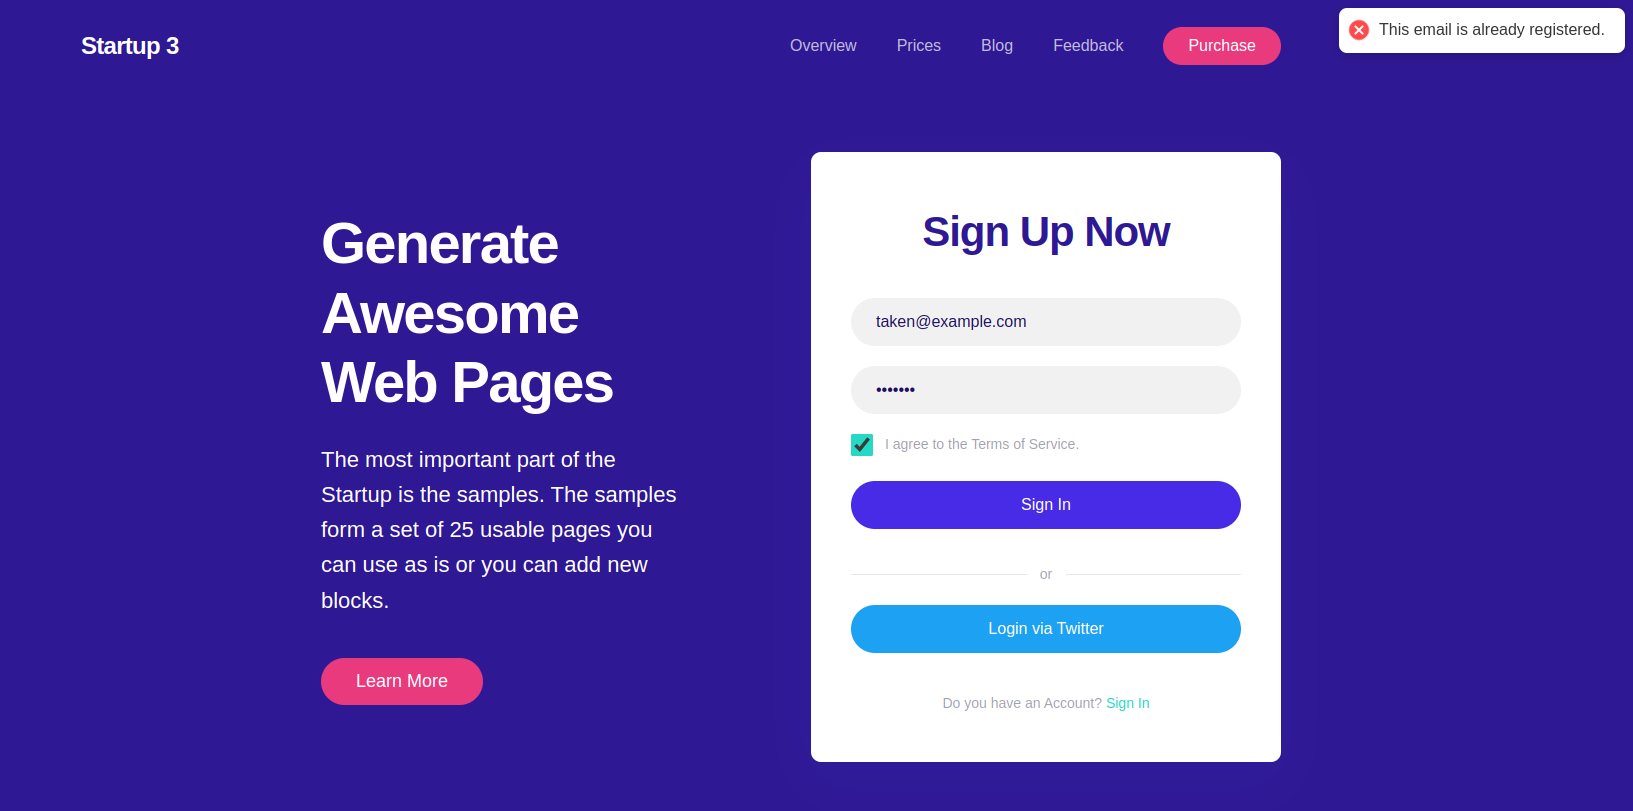 Startup 3
Overview
Prices
Blog
Feedback
Purchase
This email is already registered.
Generate
Awesome
Web Pages
The most important part of the
Startup is the samples. The samples
form a set of 25 usable pages you
can use as is or you can add new
blocks.
Learn More
Sign Up Now
taken@example.com
•••••••
I agree to the Terms of Service.
Sign In
or
Login via Twitter
Do you have an Account? Sign In